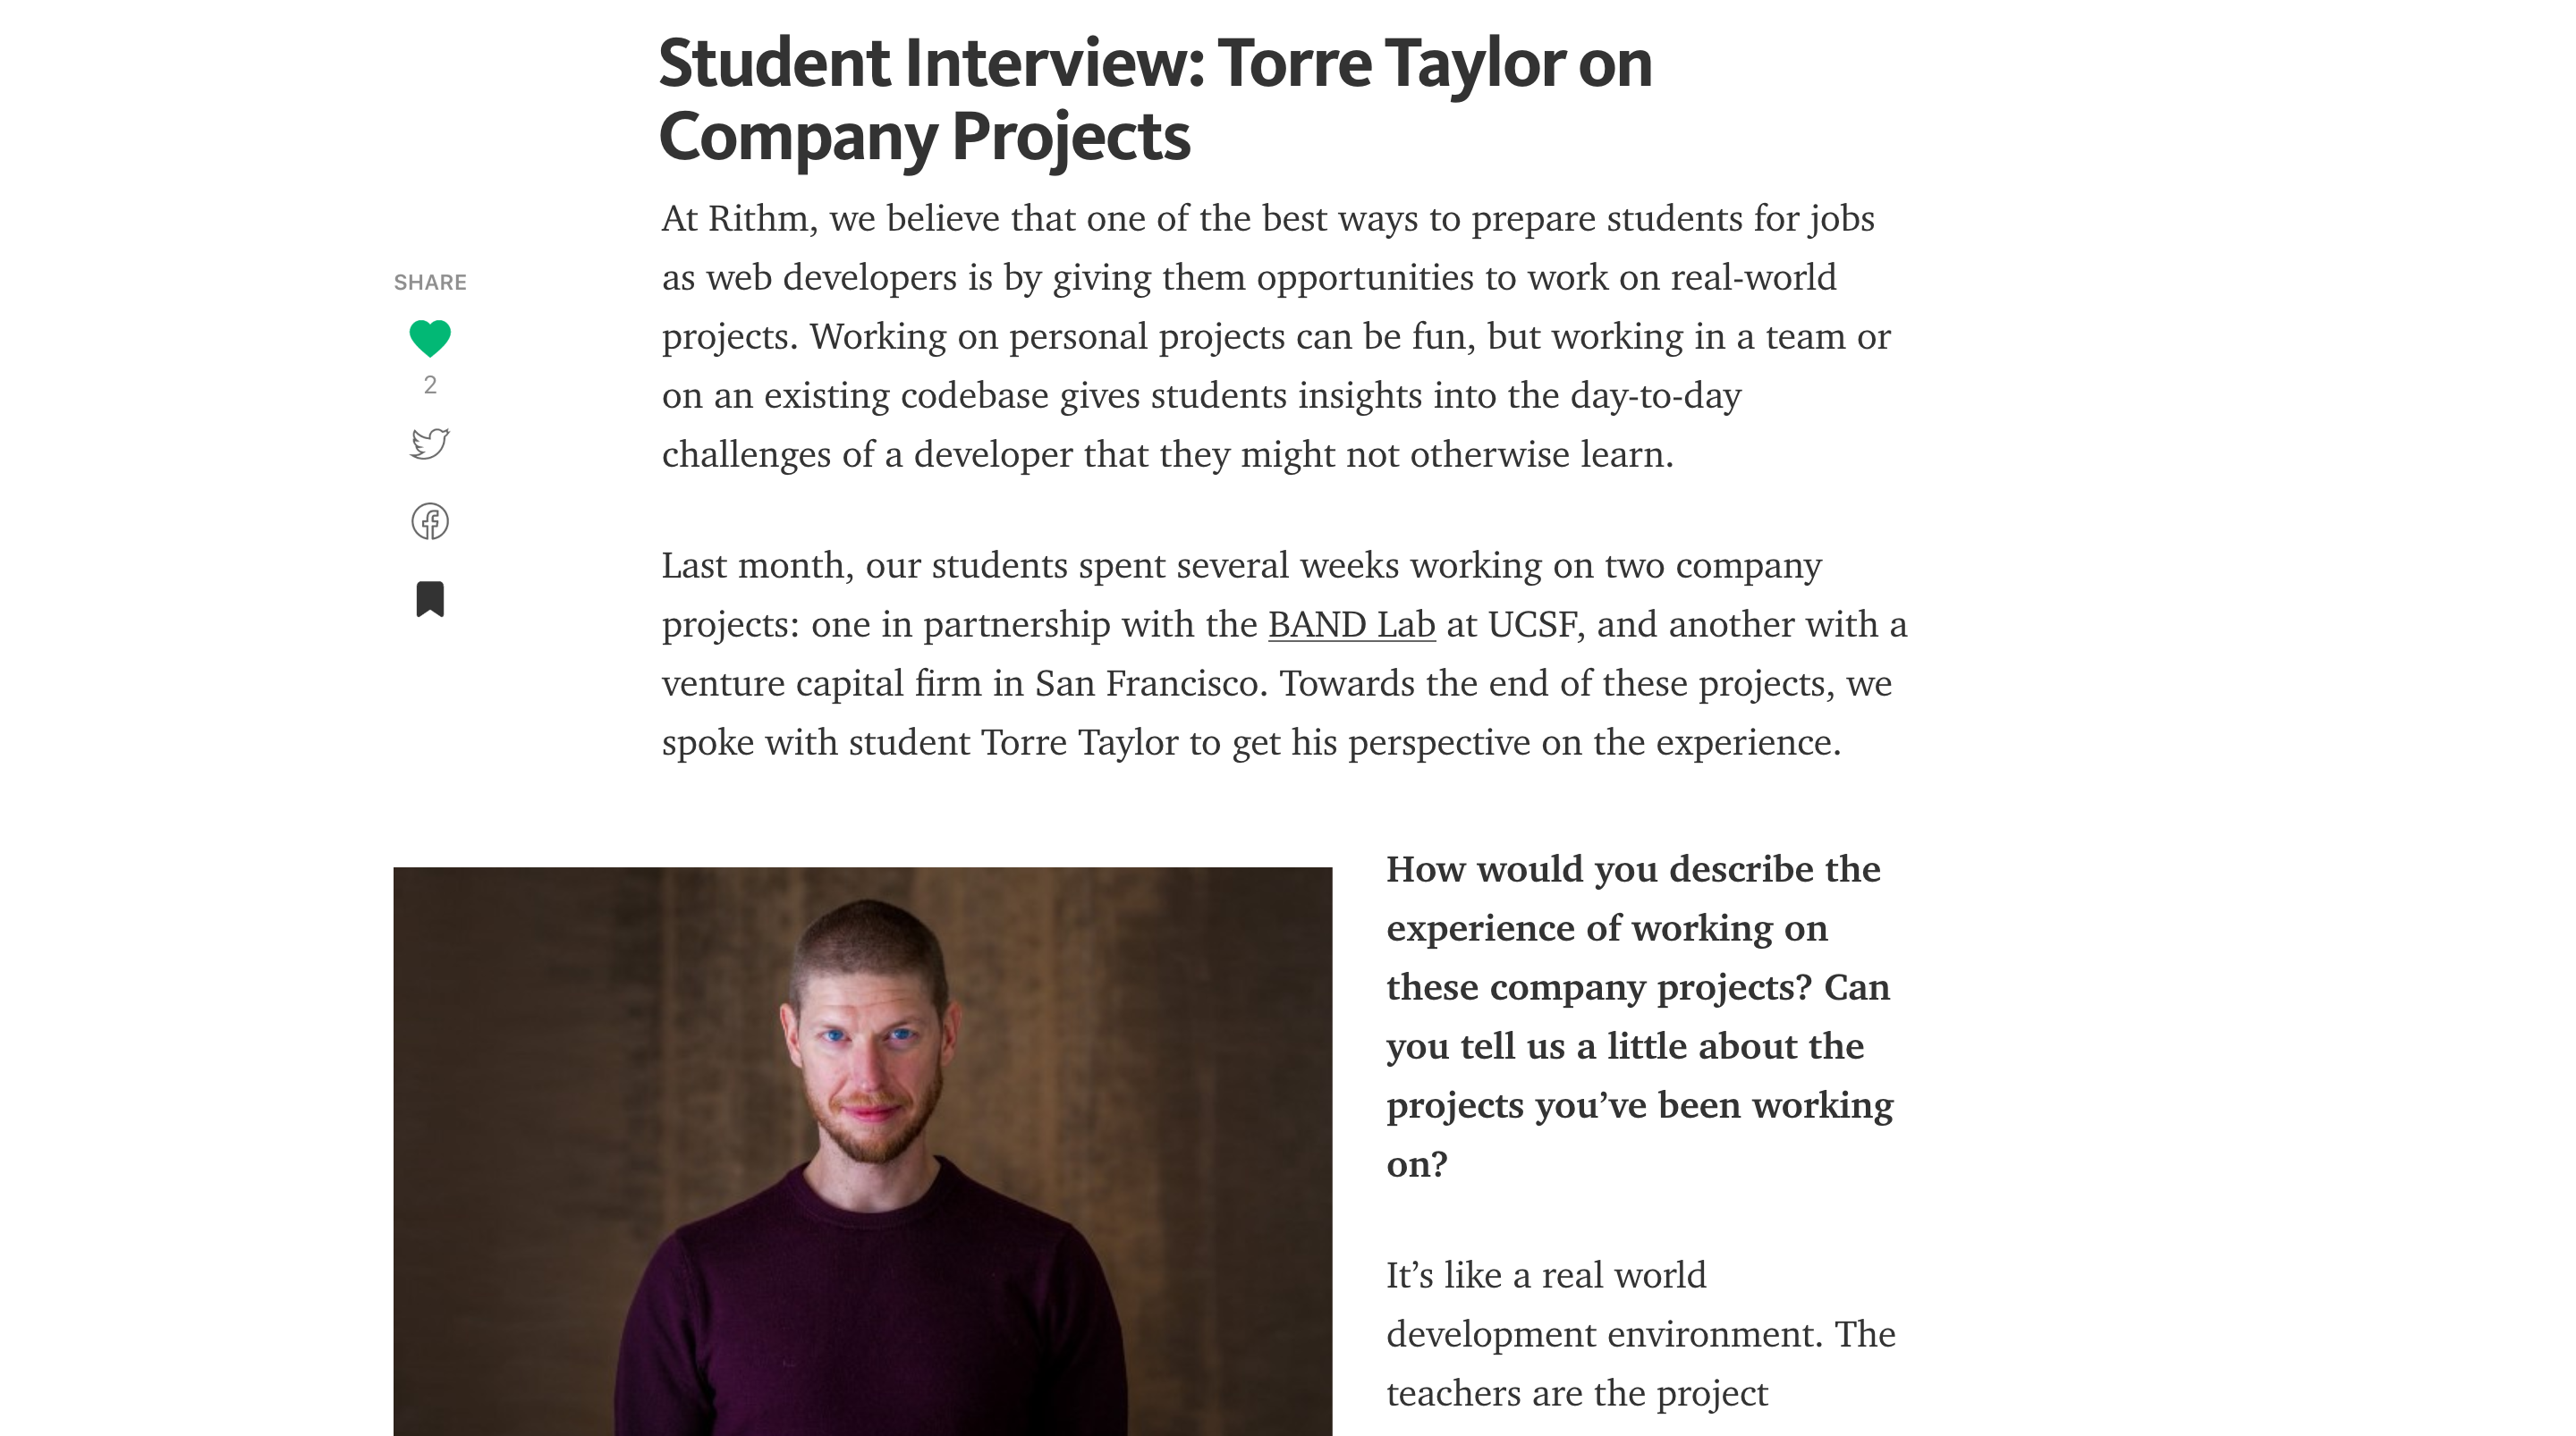 Student Interview: Torre Taylor on
Company Projects
At Rithm, we believe that one of the best ways to prepare students for jobs
as web developers is by giving them opportunities to work on real-world
projects. Working on personal projects can be fun, but working in a team or
on an existing codebase gives students insights into the day-to-day
challenges of a developer that they might not otherwise learn.
SHARE
2
Last month, our students spent several weeks working on two company
projects: one in partnership with the BAND Lab at UCSF, and another with a
venture capital firm in San Francisco. Towards the end of these projects, we
spoke with student Torre Taylor to get his perspective on the experience.
How would you describe the
experience of working on
these company projects? Can
you tell us a little about the
projects you’ve been working
on?
It’s like a real world
development environment. The
teachers are the project